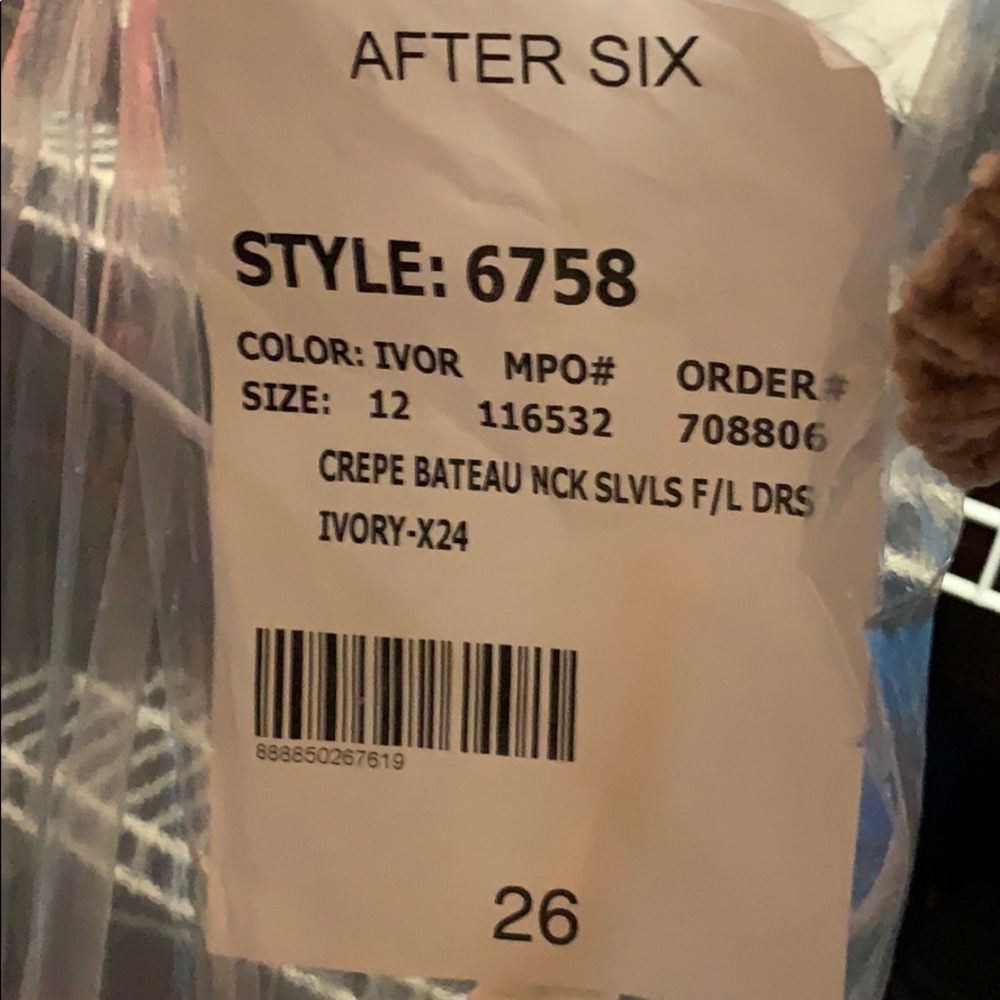 AFTER SIX
STYLE: 6758
COLOR: IVOR MPO# ORDER#
SIZE: 12 116532 708806
CREPE BATEAU NCK SLVLS F/L DRS
IVORY-X24
888850267619
26